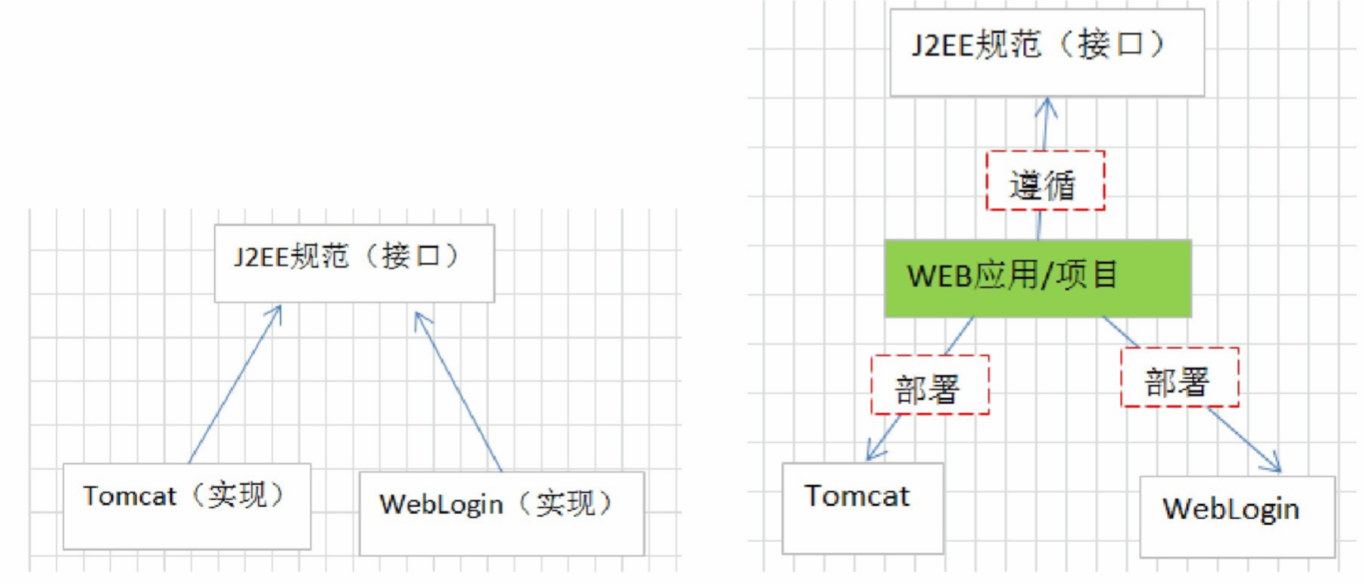 J2EE规范（接口）
Tomcat（实现）
WebLogin（实现）
J2EE规范（接口）
遵循
WEB应用/项目
部署
部署
Tomcat
WebLogin